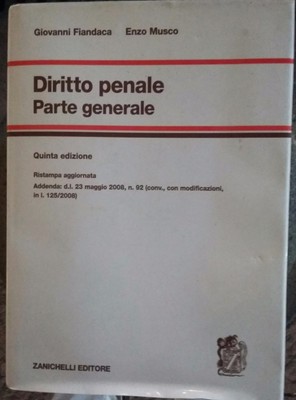 Giovanni Fiandaca Enzo Musco
Diritto penale
Parte generale
Quinta edizione
Ristampa aggiornata
Addenda: d.l. 23 maggio 2008, n. 92 (conv., con modificazioni,
in l. 125/2008)
ZANICHELLI EDITORE